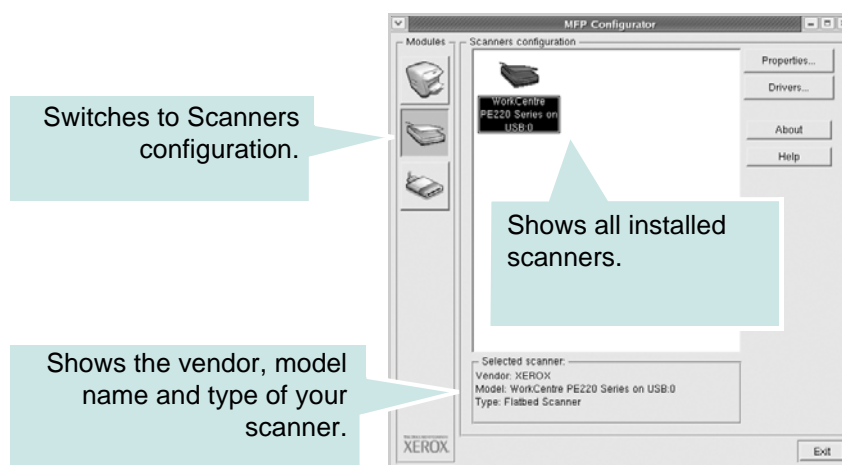 MFP Configurator
Modules
Scanners configuration
Properties...
Drivers...
About
Help
WorkCentre
PE220 Series on
USB:0
Switches to Scanners
configuration.
Shows all installed
scanners.
Shows the vendor, model
name and type of your
scanner.
Selected scanner:
Vendor: XEROX
Model: WorkCentre PE220 Series on USB:0
Type: Flatbed Scanner
XEROX
Exit